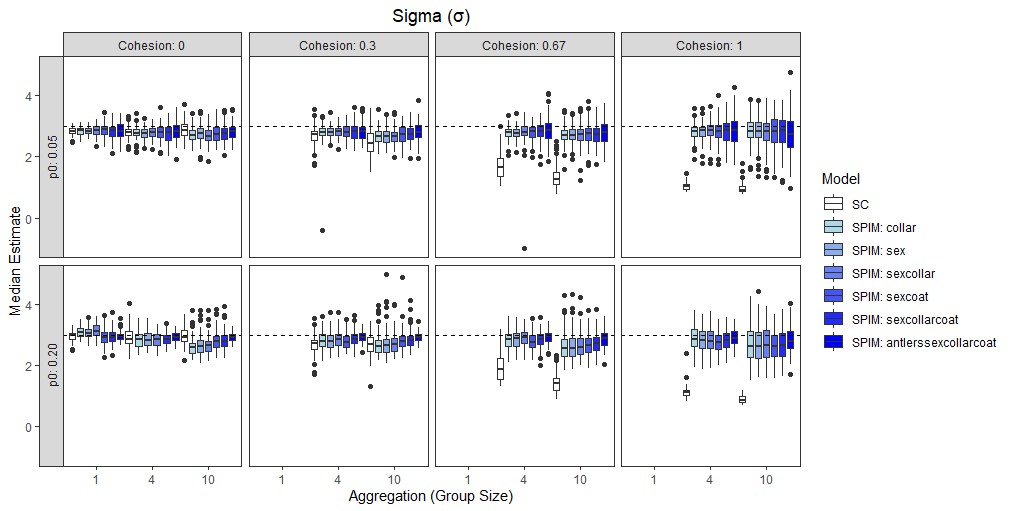 Sigma (σ)
Cohesion: 0
Cohesion: 0.3
Cohesion: 0.67
Cohesion: 1
Median Estimate
p0: 0.05
4
2
0
p0: 0.20
4
2
0
1
4
10
1
4
10
1
4
10
1
4
10
Aggregation (Group Size)
Model
SC
SPIM: collar
SPIM: sex
SPIM: sexcollar
SPIM: sexcoat
SPIM: sexcollarcoat
SPIM: antlerssexcollarcoat